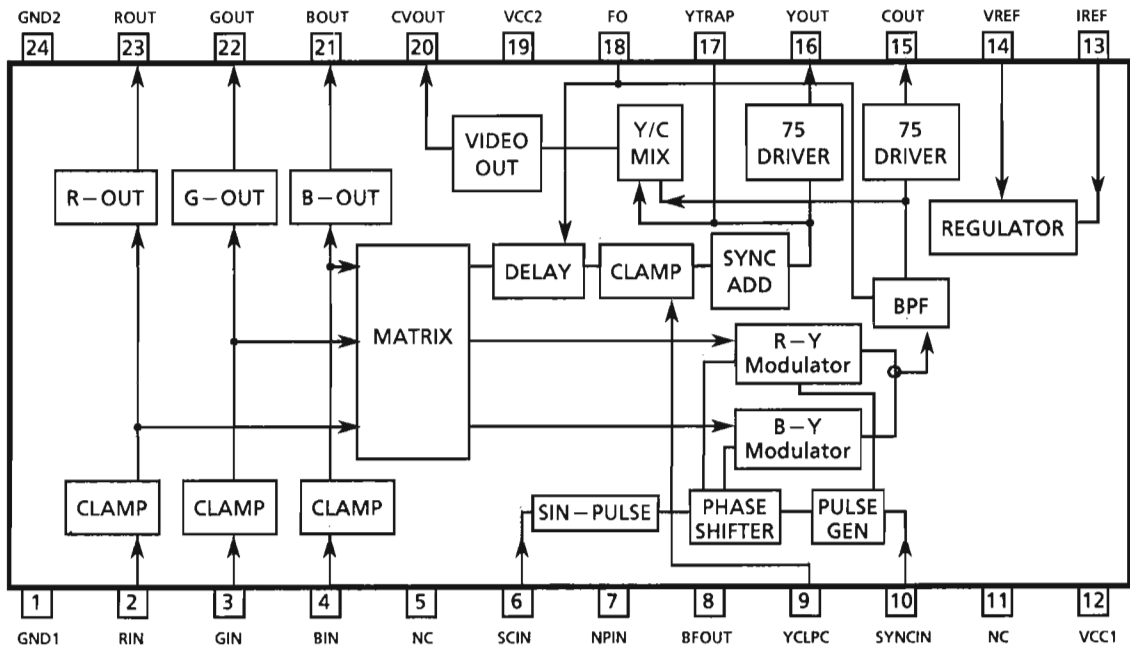 GND2 ROUT GOUT BOUT CVOUT VCC2 FO YTRAP YOUT COUT VREF IREF
24 23 22 21 20 19 18 17 16 15 14 13
VIDEO
OUT
Y/C
MIX
75
DRIVER
75
DRIVER
R-OUT
G-OUT
B-OUT
REGULATOR
MATRIX
DELAY
CLAMP
SYNC
ADD
BPF
R-Y
Modulator
B-Y
Modulator
CLAMP
CLAMP
CLAMP
SIN-PULSE
PHASE
SHIFTER
PULSE
GEN
1 2 3 4 5 6 7 8 9 10 11 12
GND1 RIN GIN BIN NC SCIN NPIN BFOUT YCLPC SYNCIN NC VCC1